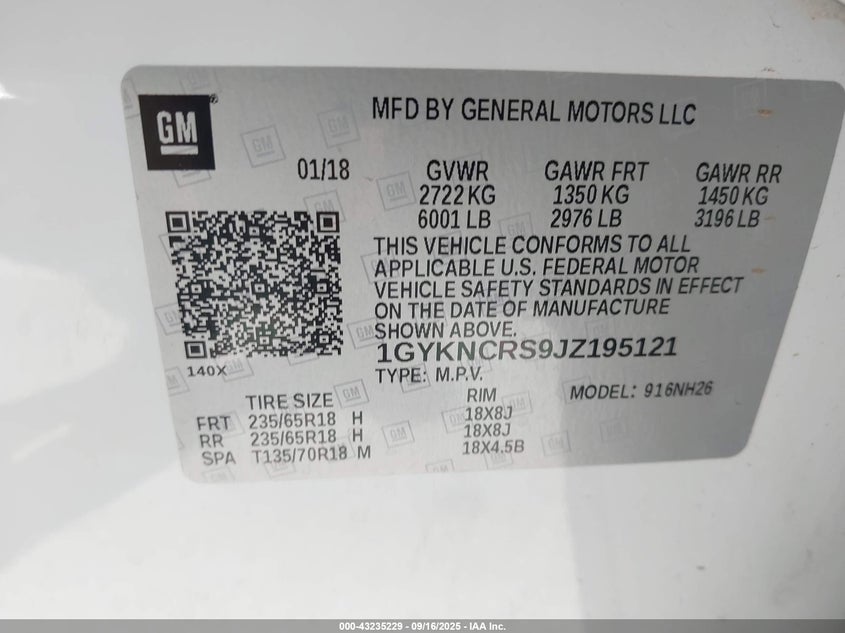 GM
MFD BY GENERAL MOTORS LLC
01/18 GVWR GAWR FRT GAWR RR
2722 KG 1350 KG 1450 KG
6001 LB 2976 LB 3196 LB
THIS VEHICLE CONFORMS TO ALL
APPLICABLE U.S. FEDERAL MOTOR
VEHICLE SAFETY STANDARDS IN EFFECT
ON THE DATE OF MANUFACTURE
SHOWN ABOVE.
1GYKNCRS9JZ195121
140X
TYPE: M.P.V. MODEL: 916NH26
TIRE SIZE RIM
FRT 235/65R18 H 18X8J
RR 235/65R18 H 18X8J
SPA T135/70R18 M 18X4.5B
000-43235229 - 09/16/2025 - IAA Inc.